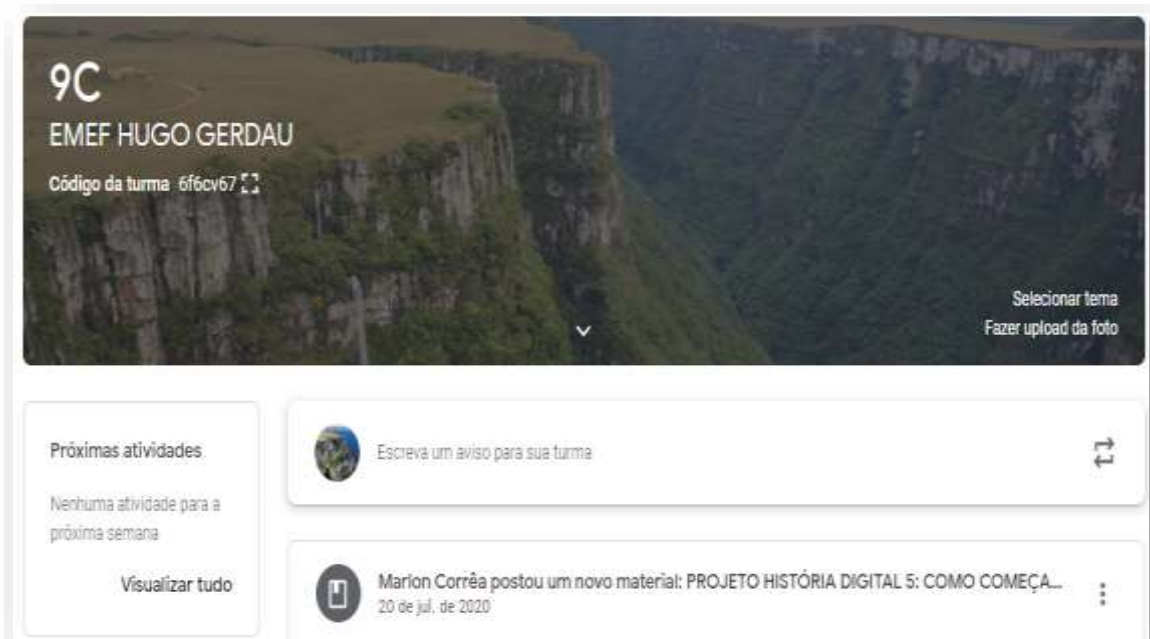 9C
EMEF HUGO GERDAU
Código da turma 6f6cv67
Selecionar tema
Fazer upload da foto
Próximas atividades
Nenhuma atividade para a
próxima semana
Visualizar tudo
Escreva um aviso para sua turma
Marlon Corrêa postou um novo material: PROJETO HISTÓRIA DIGITAL 5: COMO COMEÇA...
20 de jul. de 2020